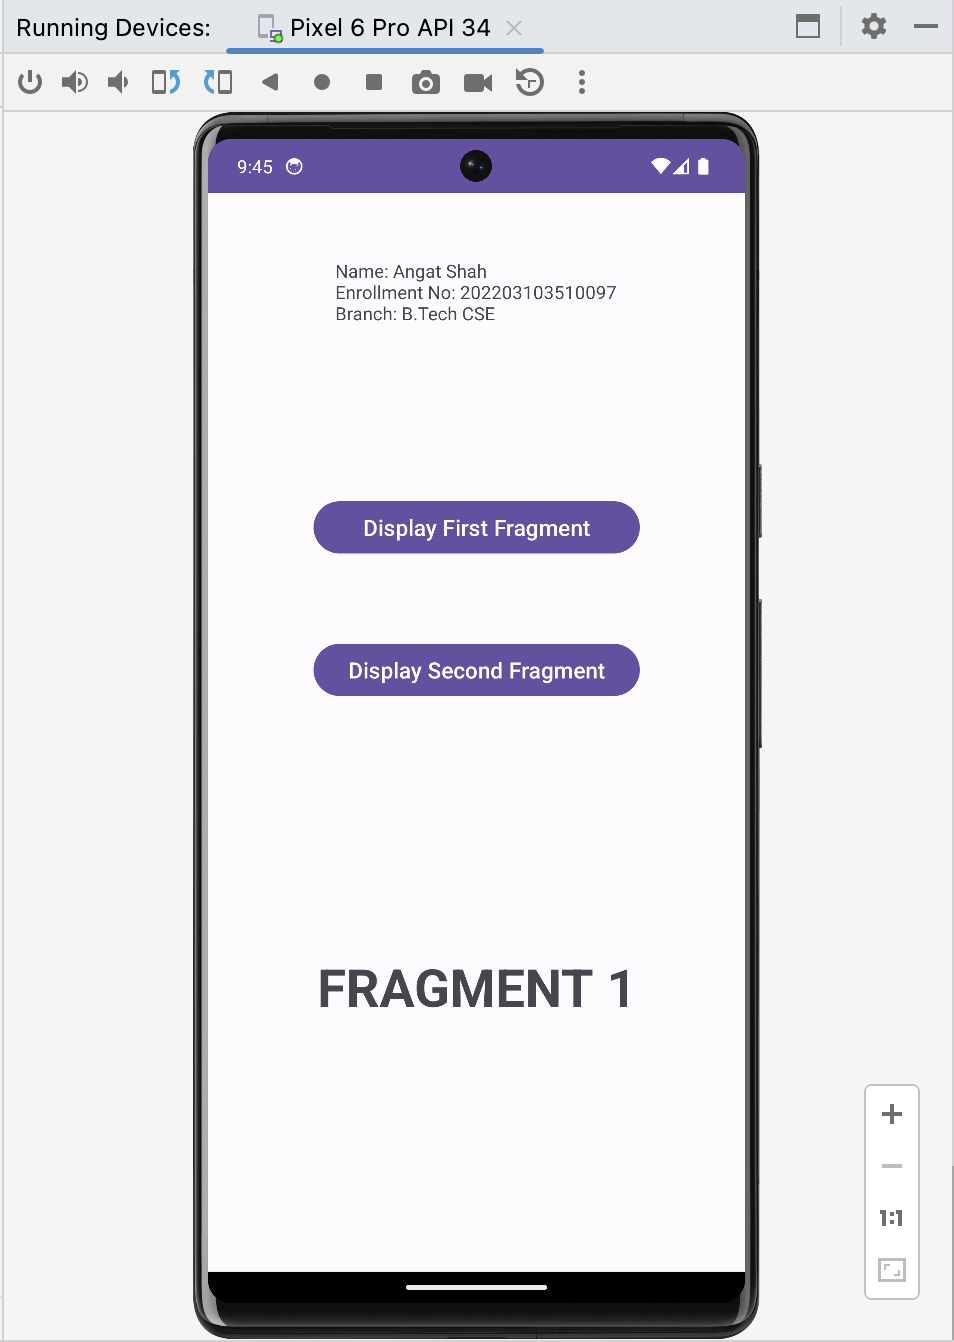 Running Devices: Pixel 6 Pro API 34
9:45
Name: Angat Shah
Enrollment No: 202203103510097
Branch: B.Tech CSE
Display First Fragment
Display Second Fragment
FRAGMENT 1
1:1